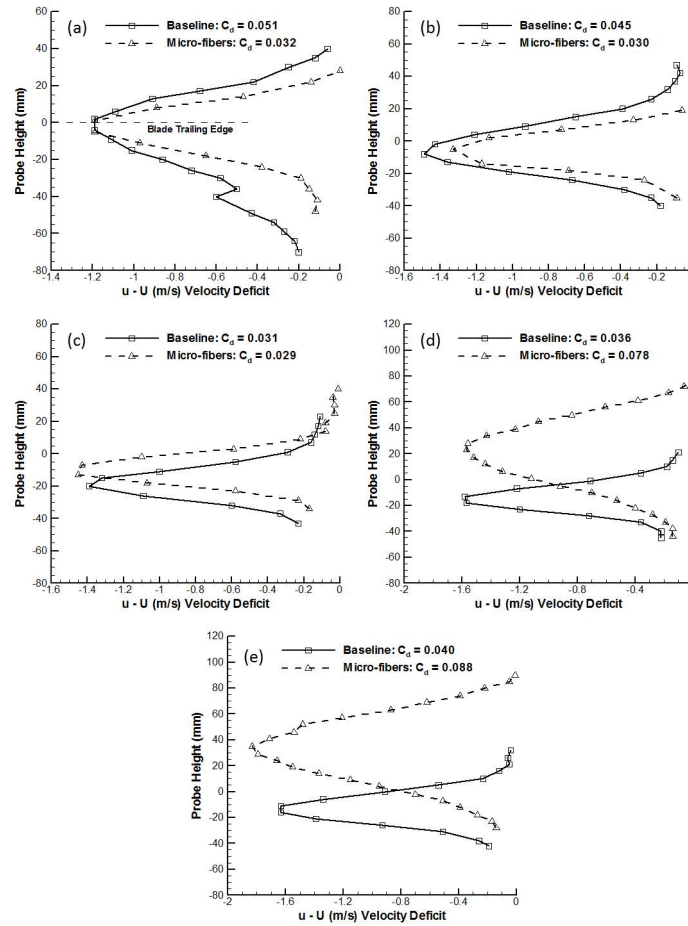 (a)
Baseline: Cd = 0.051
Micro-fibers: Cd = 0.032
Blade Trailing Edge
Probe Height (mm)
60
40
20
0
-20
-40
-60
-80
-1.4 -1.2 -1 -0.8 -0.6 -0.4 -0.2 0
u - U (m/s) Velocity Deficit
(b)
Baseline: Cd = 0.045
Micro-fibers: Cd = 0.030
Probe Height (mm)
80
60
40
20
0
-20
-40
-60
-80
-1.6 -1.4 -1.2 -1 -0.8 -0.6 -0.4 -0.2
u - U (m/s) Velocity Deficit
(c)
Baseline: Cd = 0.031
Micro-fibers: Cd = 0.029
Probe Height (mm)
80
60
40
20
0
-20
-40
-60
-80
-1.6 -1.4 -1.2 -1 -0.8 -0.6 -0.4 -0.2 0
u - U (m/s) Velocity Deficit
(d)
Baseline: Cd = 0.036
Micro-fibers: Cd = 0.078
Probe Height (mm)
120
100
80
60
40
20
0
-20
-40
-60
-80
-2 -1.6 -1.2 -0.8 -0.4
u - U (m/s) Velocity Deficit
(e)
Baseline: Cd = 0.040
Micro-fibers: Cd = 0.088
Probe Height (mm)
120
100
80
60
40
20
0
-20
-40
-60
-80
-2 -1.6 -1.2 -0.8 -0.4 0
u - U (m/s) Velocity Deficit